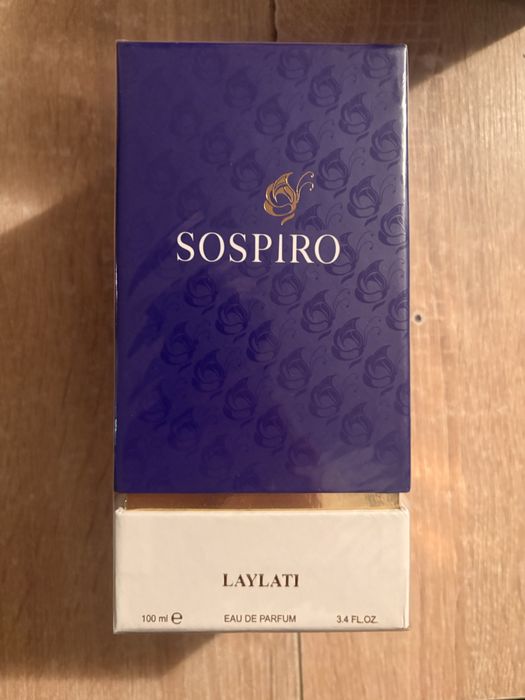 SOSPIRO
LAYLATI
100 ml ℮ EAU DE PARFUM 3.4 FL.OZ.